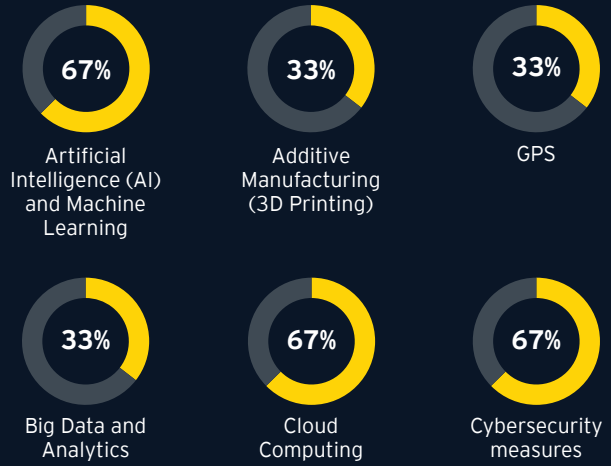 67%
33%
33%
Artificial
Intelligence (AI)
and Machine
Learning
Additive
Manufacturing
(3D Printing)
GPS
33%
67%
67%
Big Data and
Analytics
Cloud
Computing
Cybersecurity
measures